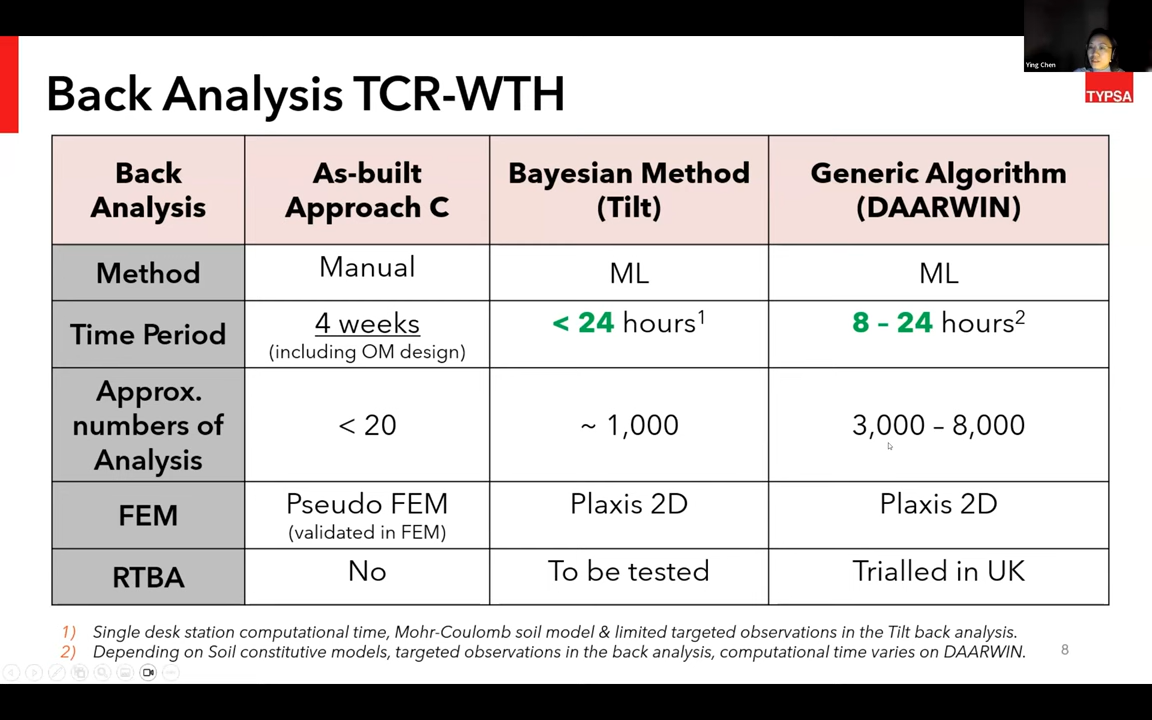 Ying Chen
TYPSA
Back Analysis TCR-WTH
Back
Analysis
As-built
Approach C
Bayesian Method
(Tilt)
Generic Algorithm
(DAARWIN)
Method
Manual
ML
ML
Time Period
4 weeks
(including OM design)
< 24 hours¹
8 – 24 hours²
Approx.
numbers of
Analysis
< 20
~ 1,000
3,000 – 8,000
FEM
Pseudo FEM
(validated in FEM)
Plaxis 2D
Plaxis 2D
RTBA
No
To be tested
Trialled in UK
1) Single desk station computational time, Mohr-Coulomb soil model & limited targeted observations in the Tilt back analysis.
2) Depending on Soil constitutive models, targeted observations in the back analysis, computational time varies on DAARWIN.
8